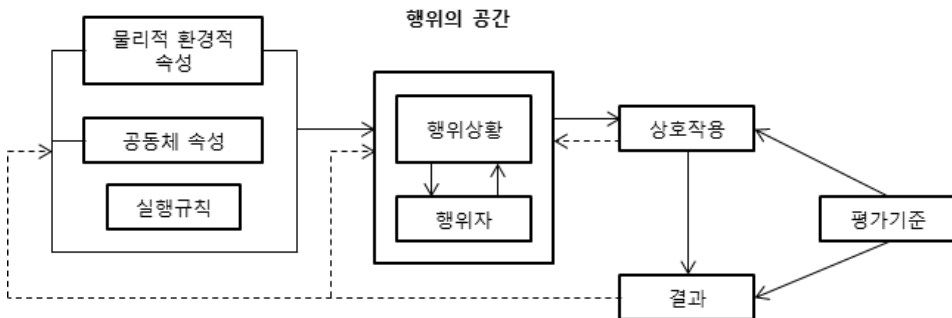 행위의 공간
물리적 환경적
속성
공동체 속성
실행규칙
행위상황
행위자
상호작용
평가기준
결과